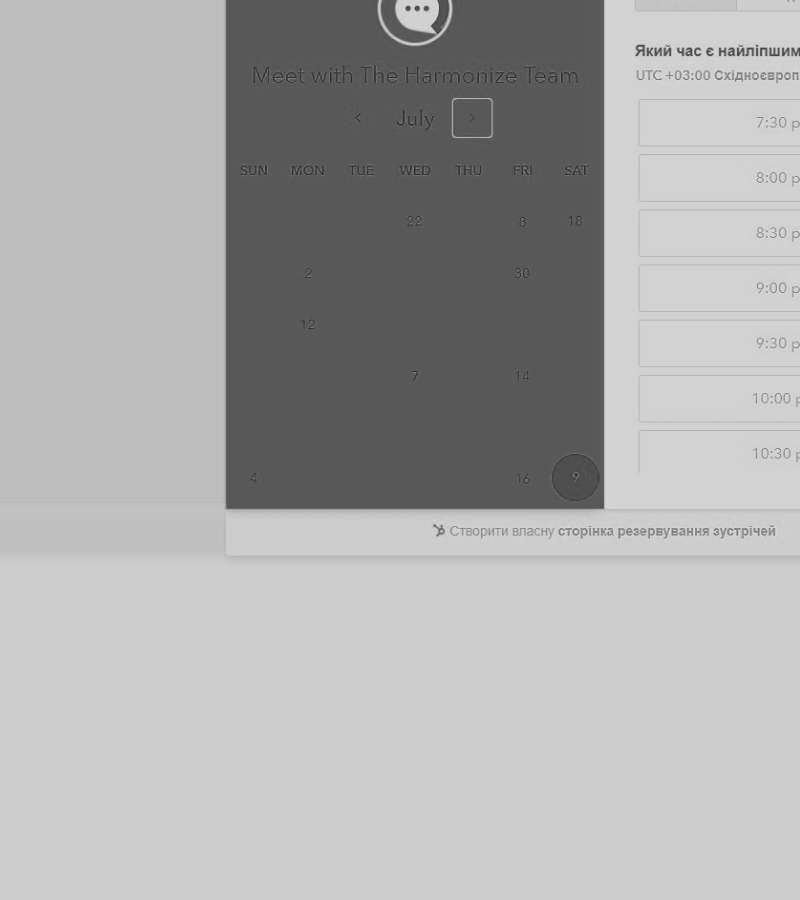 Meet with The Harmonize Team
July
SUN MON TUE WED THU FRI SAT
22 8 18
2 30
12
7 14
4 16 9
Який час є найліпшим
UTC +03:00 Східноєвроп
7:30 p
8:00 p
8:30 p
9:00 p
9:30 p
10:00 p
10:30 p
Створити власну сторінка резервування зустрічей